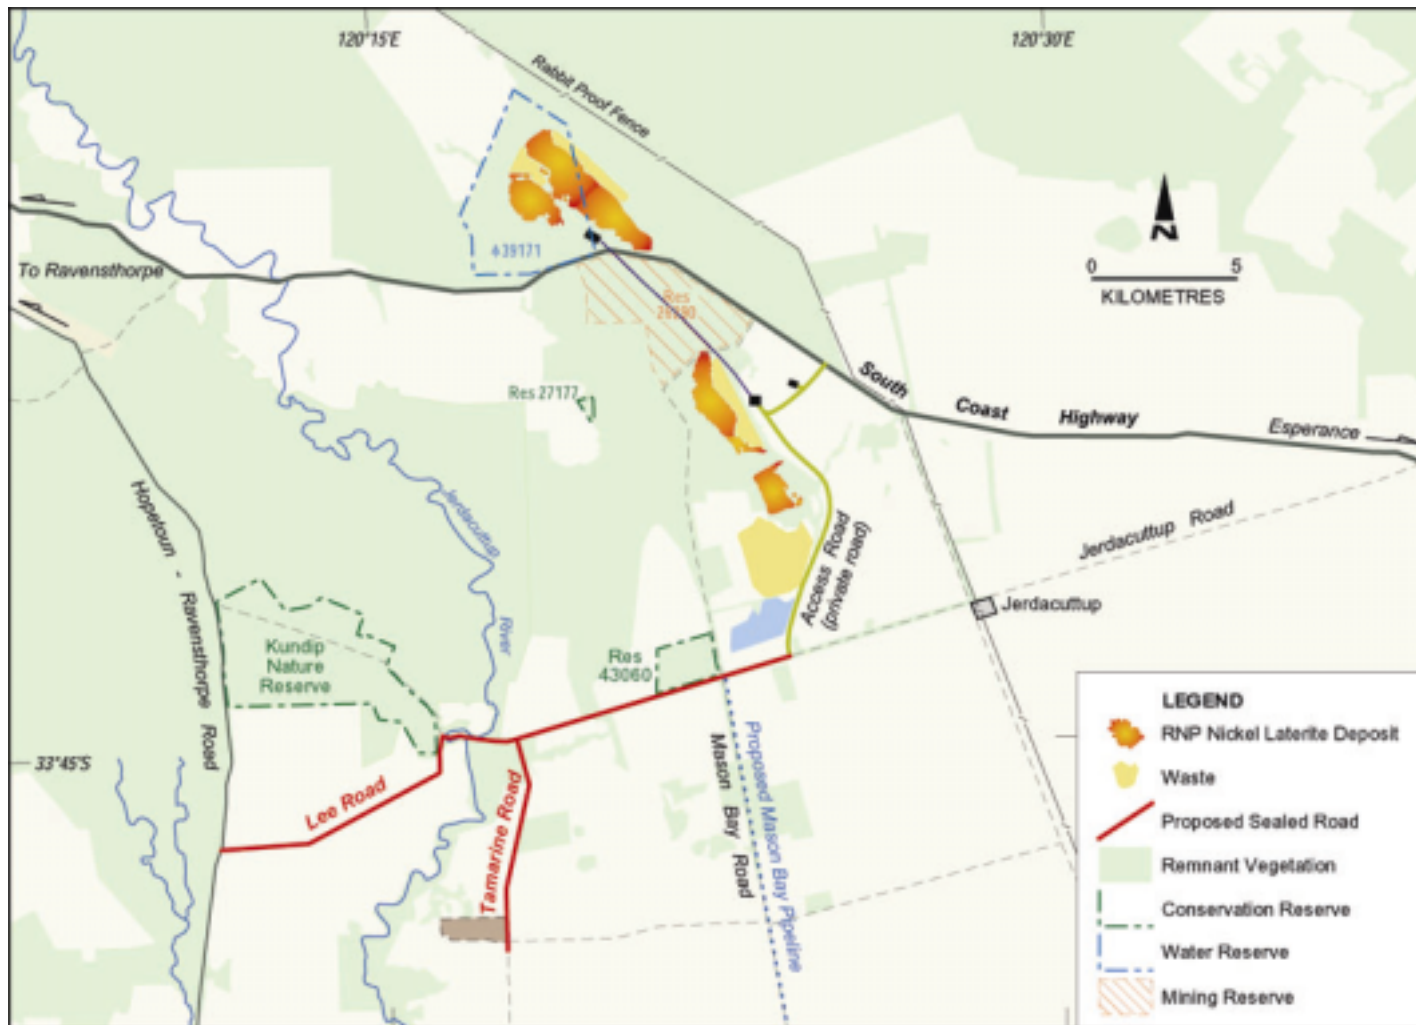 120°15'E
120°30'E
Rabbit Proof Fence
To Ravensthorpe
439171
Res
N
0 5
KILOMETRES
South Coast Highway
Esperance
Res 27177
Hopetoun - Ravensthorpe Road
Jerdacuttup River
Access Road
(private road)
Jerdacuttup Road
Jerdacuttup
Kundip
Nature
Reserve
Res
43060
33°45'S
Lee Road
Tamarine Road
Mason Bay Road
Proposed Mason Bay Pipeline
LEGEND
RNP Nickel Laterite Deposit
Waste
Proposed Sealed Road
Remnant Vegetation
Conservation Reserve
Water Reserve
Mining Reserve